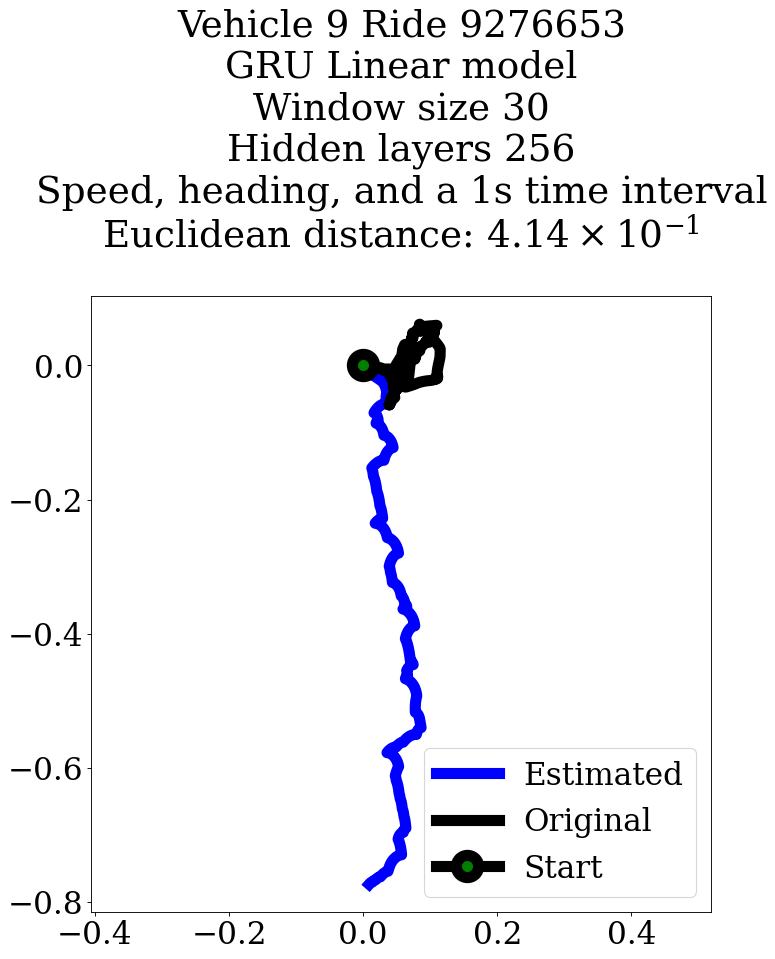 Vehicle 9 Ride 9276653
GRU Linear model
Window size 30
Hidden layers 256
Speed, heading, and a 1s time interval
Euclidean distance: 4.14 × 10⁻¹
0.0
−0.2
−0.4
−0.6
−0.8
−0.4
−0.2
0.0
0.2
0.4
Estimated
Original
Start